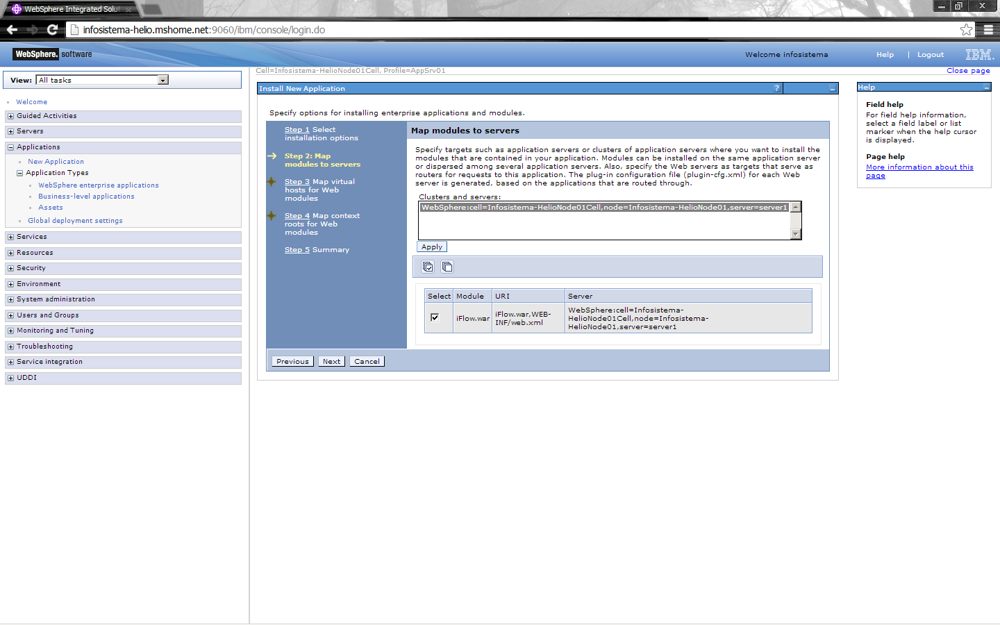 WebSphere Integrated Solut
infosistema-helio.mshome.net:9060/ibm/console/login.do
WebSphere. software
Welcome infosistema
Help | Logout
IBM.
View: All tasks
Welcome
Guided Activities
Servers
Applications
New Application
Application Types
WebSphere enterprise applications
Business-level applications
Assets
Global deployment settings
Services
Resources
Security
Environment
System administration
Users and Groups
Monitoring and Tuning
Troubleshooting
Service integration
UDDI
Cell=Infosistema-HelioNode01Cell, Profile=AppSrv01
Close page
Install New Application
?
Specify options for installing enterprise applications and modules.
Step 1 Select
installation options
Step 2: Map
modules to servers
Step 3 Map virtual
hosts for Web
modules
Step 4 Map context
roots for Web
modules
Step 5 Summary
Map modules to servers
Specify targets such as application servers or clusters of application servers where you want to install the
modules that are contained in your application. Modules can be installed on the same application server
or dispersed among several application servers. Also, specify the Web servers as targets that serve as
routers for requests to this application. The plug-in configuration file (plugin-cfg.xml) for each Web
server is generated, based on the applications that are routed through.
Clusters and servers:
WebSphere:cell=Infosistema-HelioNode01Cell,node=Infosistema-HelioNode01,server=server1
Apply
Select Module URI Server
iFlow.war
iFlow.war,WEB-
INF/web.xml
WebSphere:cell=Infosistema-
HelioNode01Cell,node=Infosistema-
HelioNode01,server=server1
Previous Next Cancel
Help
Field help
For field help information,
select a field label or list
marker when the help cursor
is displayed.
Page help
More information about this
page